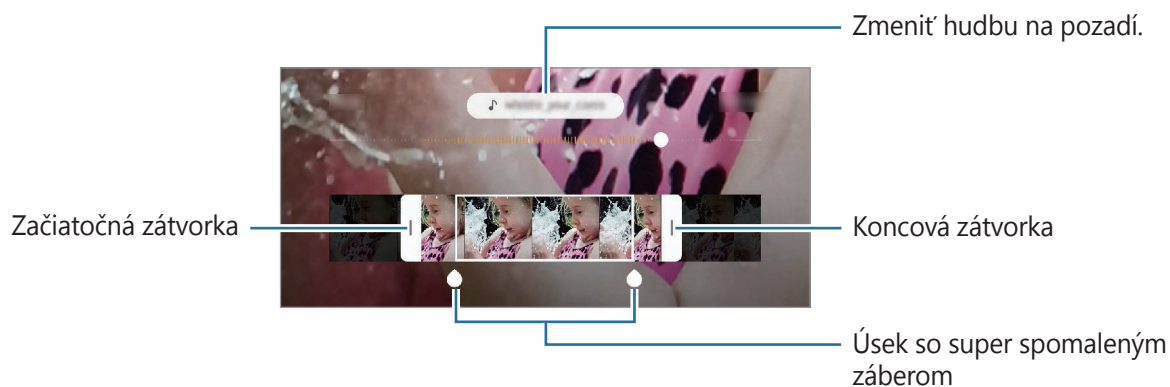 Zmeniť hudbu na pozadí.
Začiatočná zátvorka
Koncová zátvorka
Úsek so super spomaleným
záberom